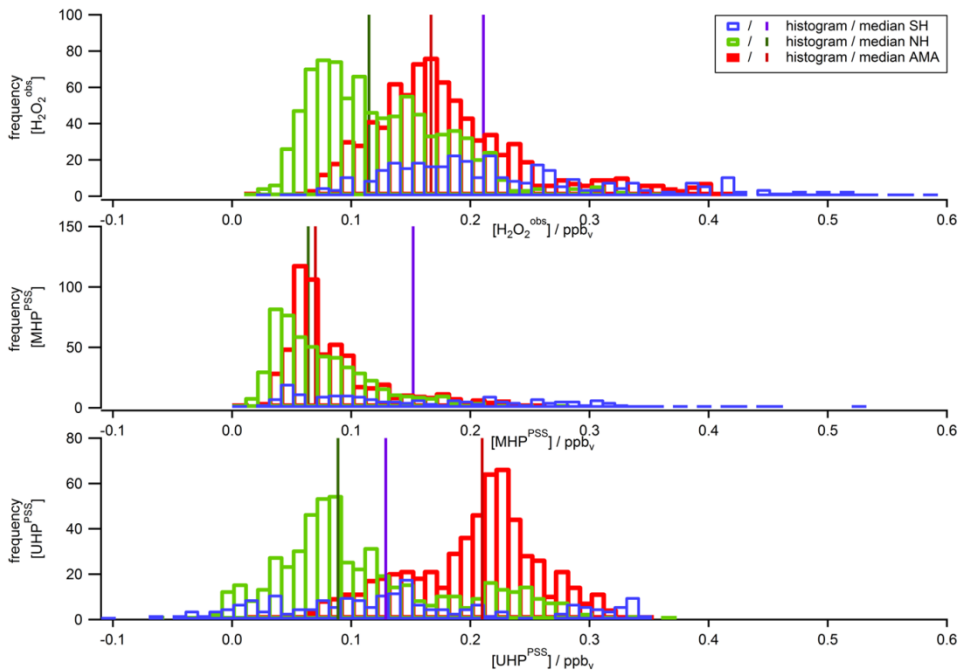 100
80
60
40
20
0
frequency
[H₂O₂ᵒᵇˢ]
/ histogram / median SH
/ histogram / median NH
/ histogram / median AMA
-0.1 0.0 0.1 0.2 0.3 0.4 0.5 0.6
[H₂O₂ᵒᵇˢ] / ppbᵥ
150
100
50
0
frequency
[MHPᴾˢˢ]
-0.1 0.0 0.1 0.2 0.3 0.4 0.5 0.6
[MHPᴾˢˢ] / ppbᵥ
80
60
40
20
0
frequency
[UHPᴾˢˢ]
-0.1 0.0 0.1 0.2 0.3 0.4 0.5 0.6
[UHPᴾˢˢ] / ppbᵥ